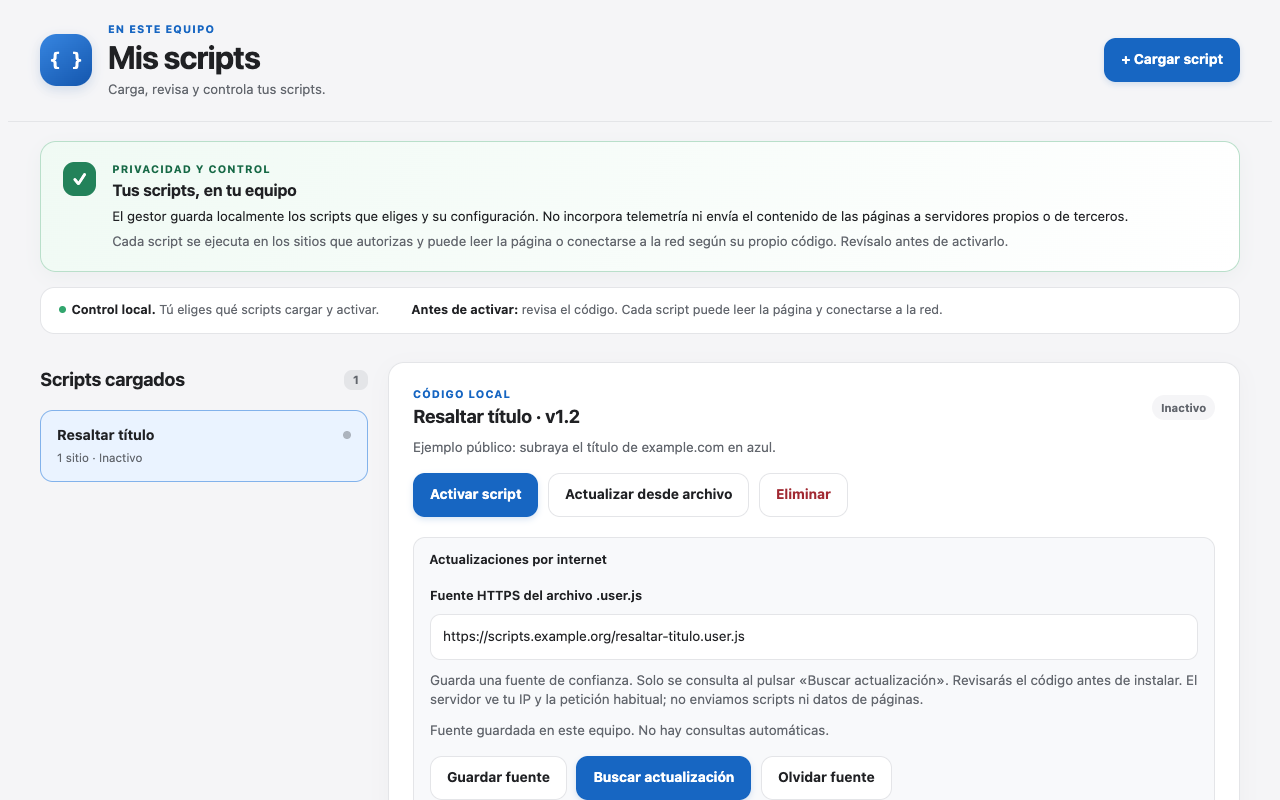 { }
EN ESTE EQUIPO
Mis scripts
Carga, revisa y controla tus scripts.
+ Cargar script
PRIVACIDAD Y CONTROL
Tus scripts, en tu equipo
El gestor guarda localmente los scripts que eliges y su configuración. No incorpora telemetría ni envía el contenido de las páginas a servidores propios o de terceros.
Cada script se ejecuta en los sitios que autorizas y puede leer la página o conectarse a la red según su propio código. Revísalo antes de activarlo.
Control local. Tú eliges qué scripts cargar y activar. Antes de activar: revisa el código. Cada script puede leer la página y conectarse a la red.
Scripts cargados 1
Resaltar título
1 sitio · Inactivo
CÓDIGO LOCAL
Resaltar título · v1.2
Inactivo
Ejemplo público: subraya el título de example.com en azul.
Activar script Actualizar desde archivo Eliminar
Actualizaciones por internet
Fuente HTTPS del archivo .user.js
https://scripts.example.org/resaltar-titulo.user.js
Guarda una fuente de confianza. Solo se consulta al pulsar «Buscar actualización». Revisarás el código antes de instalar. El
servidor ve tu IP y la petición habitual; no enviamos scripts ni datos de páginas.
Fuente guardada en este equipo. No hay consultas automáticas.
Guardar fuente Buscar actualización Olvidar fuente